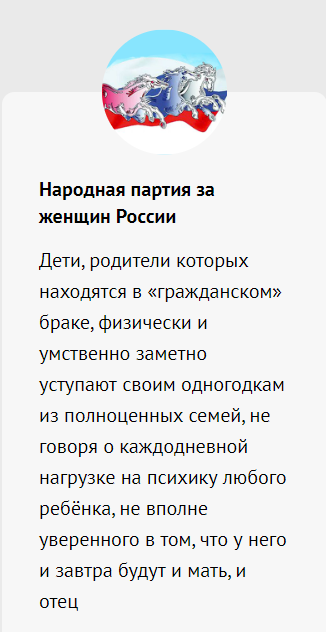 Народная партия за
женщин России
Дети, родители которых
находятся в «гражданском»
браке, физически и
умственно заметно
уступают своим одногодкам
из полноценных семей, не
говоря о каждодневной
нагрузке на психику любого
ребёнка, не вполне
уверенного в том, что у него
и завтра будут и мать, и
отец